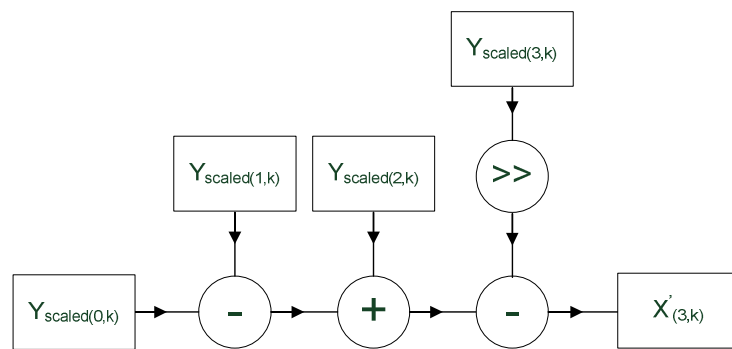 Yscaled(3,k)
Yscaled(1,k)
Yscaled(2,k)
>>
Yscaled(0,k)
-
+
-
X'(3,k)